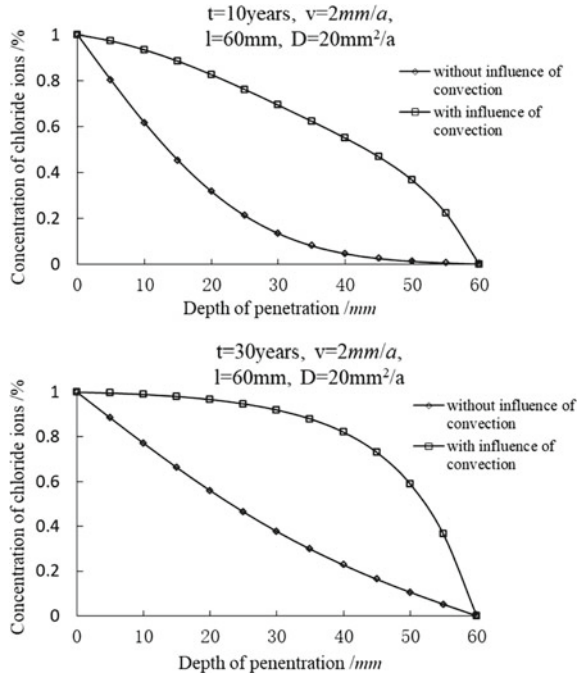 t=10years, v=2mm/a,
l=60mm, D=20mm²/a
Concentration of chloride ions /%
1
0.8
0.6
0.4
0.2
0
0 10 20 30 40 50 60
Depth of penetration /mm
without influence of
convection
with influence of
convection
t=30years, v=2mm/a,
l=60mm, D=20mm²/a
Concentration of chloride ions /%
1
0.8
0.6
0.4
0.2
0
0 10 20 30 40 50 60
Depth of penentration /mm
without influence of
convection
with influence of
convection